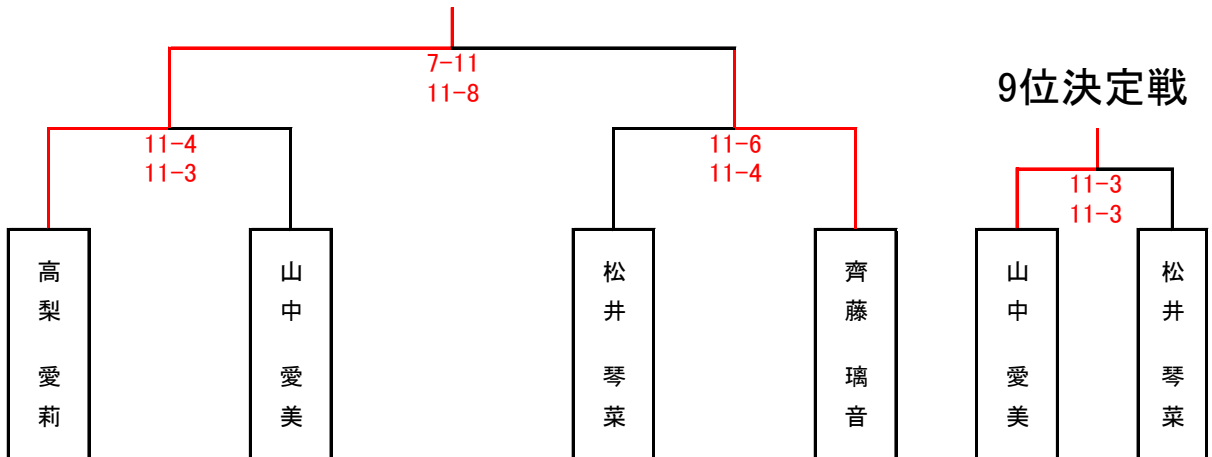 7-11
11-8
9位決定戦
11-4
11-3
11-6
11-4
11-3
11-3
高梨 愛莉
山中 愛美
松井 琴菜
齊藤 璃音
山中 愛美
松井 琴菜